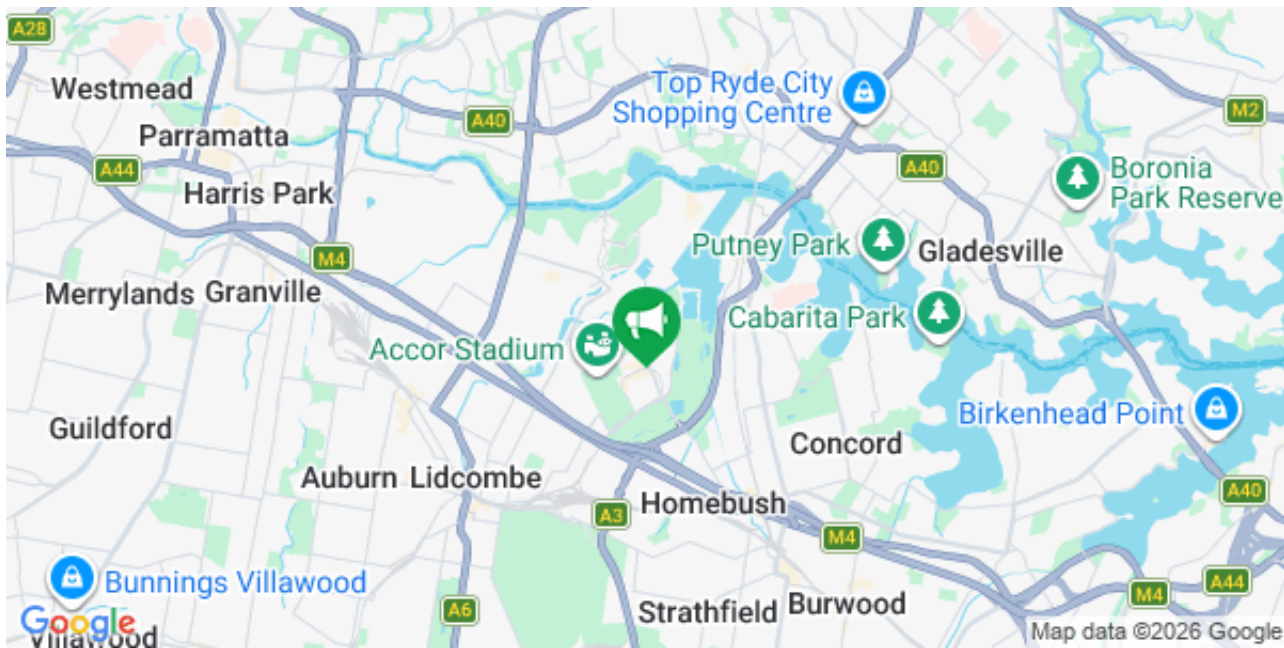 A28
Westmead
Top Ryde City
Shopping Centre
M2
A40
Parramatta
A44
A40
Boronia
Park Reserve
Harris Park
Putney Park
Gladesville
M4
Merrylands
Granville
Cabarita Park
Accor Stadium
Birkenhead Point
Guildford
Concord
Auburn
Lidcombe
A40
Homebush
A3
M4
Bunnings Villawood
A44
M4
A6
Strathfield
Burwood
Google
Villawood
Map data ©2026 Google